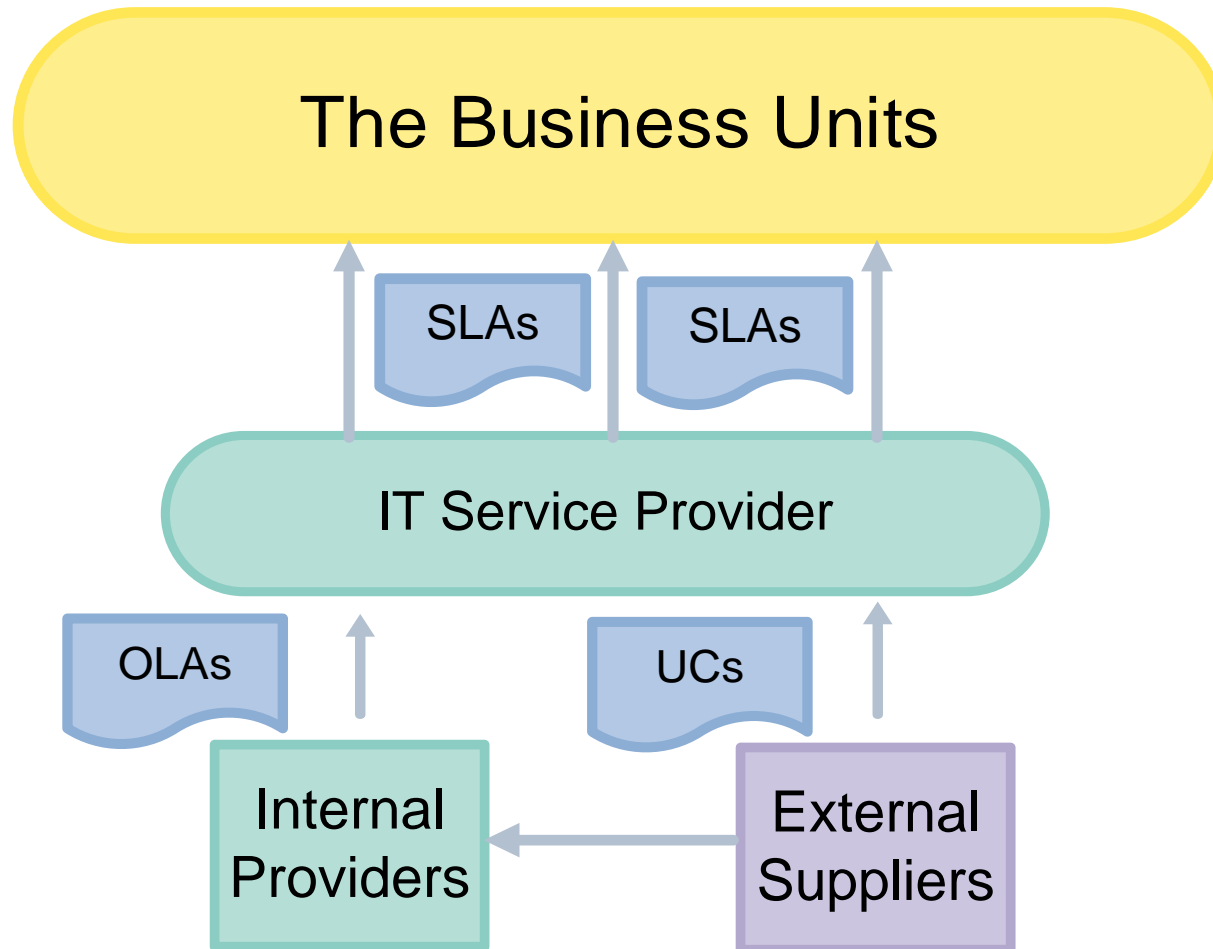 The Business Units
SLAs
SLAs
IT Service Provider
OLAs
UCs
Internal
Providers
External
Suppliers